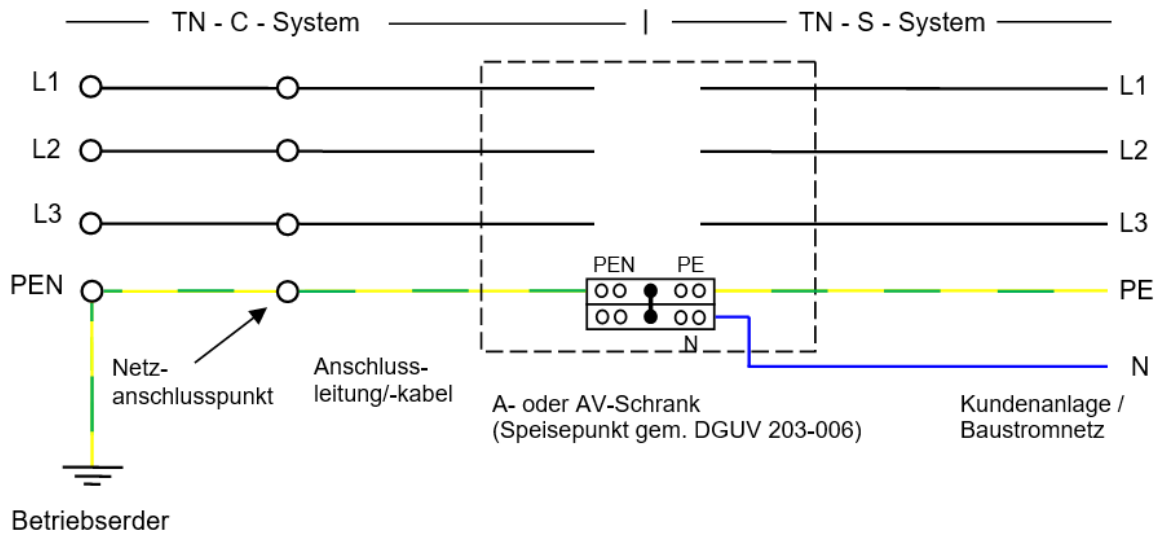 TN - C - System
TN - S - System
L1
L1
L2
L2
L3
L3
PEN
PEN
PE
PE
N
N
Netz-
anschlusspunkt
Anschluss-
leitung/-kabel
A- oder AV-Schrank
(Speisepunkt gem. DGUV 203-006)
Kundenanlage /
Baustromnetz
Betriebserder